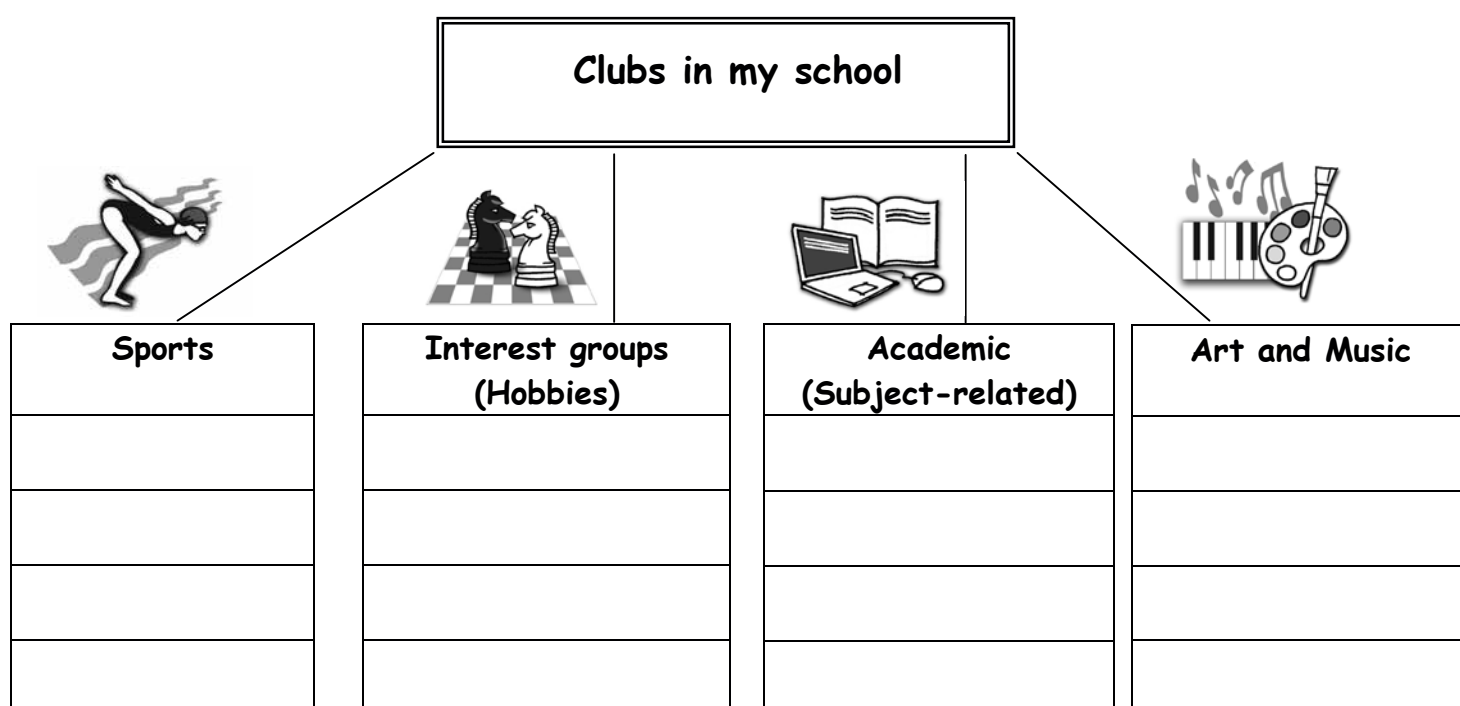 Clubs in my school
Sports
Interest groups
(Hobbies)
Academic
(Subject-related)
Art and Music